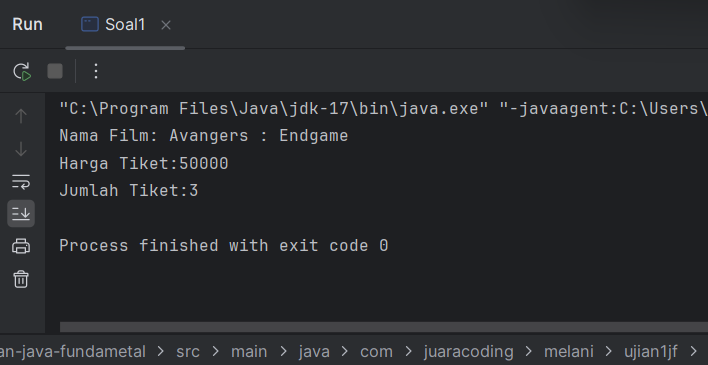 Run Soal1
"C:\Program Files\Java\jdk-17\bin\java.exe" "-javaagent:C:\Users\
Nama Film: Avangers : Endgame
Harga Tiket:50000
Jumlah Tiket:3
Process finished with exit code 0
an-java-fundametal > src > main > java > com > juaracoding > melani > ujian1jf >